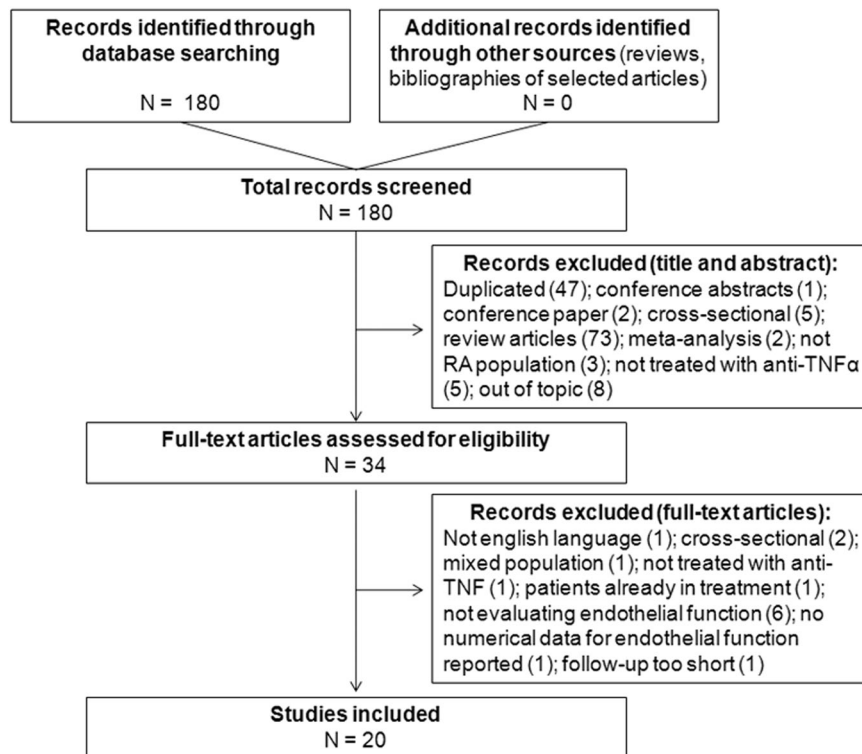 Records identified through
database searching
N = 180
Additional records identified
through other sources (reviews,
bibliographies of selected articles)
N = 0
Total records screened
N = 180
Records excluded (title and abstract):
Duplicated (47); conference abstracts (1);
conference paper (2); cross-sectional (5);
review articles (73); meta-analysis (2); not
RA population (3); not treated with anti-TNFα
(5); out of topic (8)
Full-text articles assessed for eligibility
N = 34
Records excluded (full-text articles):
Not english language (1); cross-sectional (2);
mixed population (1); not treated with anti-
TNF (1); patients already in treatment (1);
not evaluating endothelial function (6); no
numerical data for endothelial function
reported (1); follow-up too short (1)
Studies included
N = 20